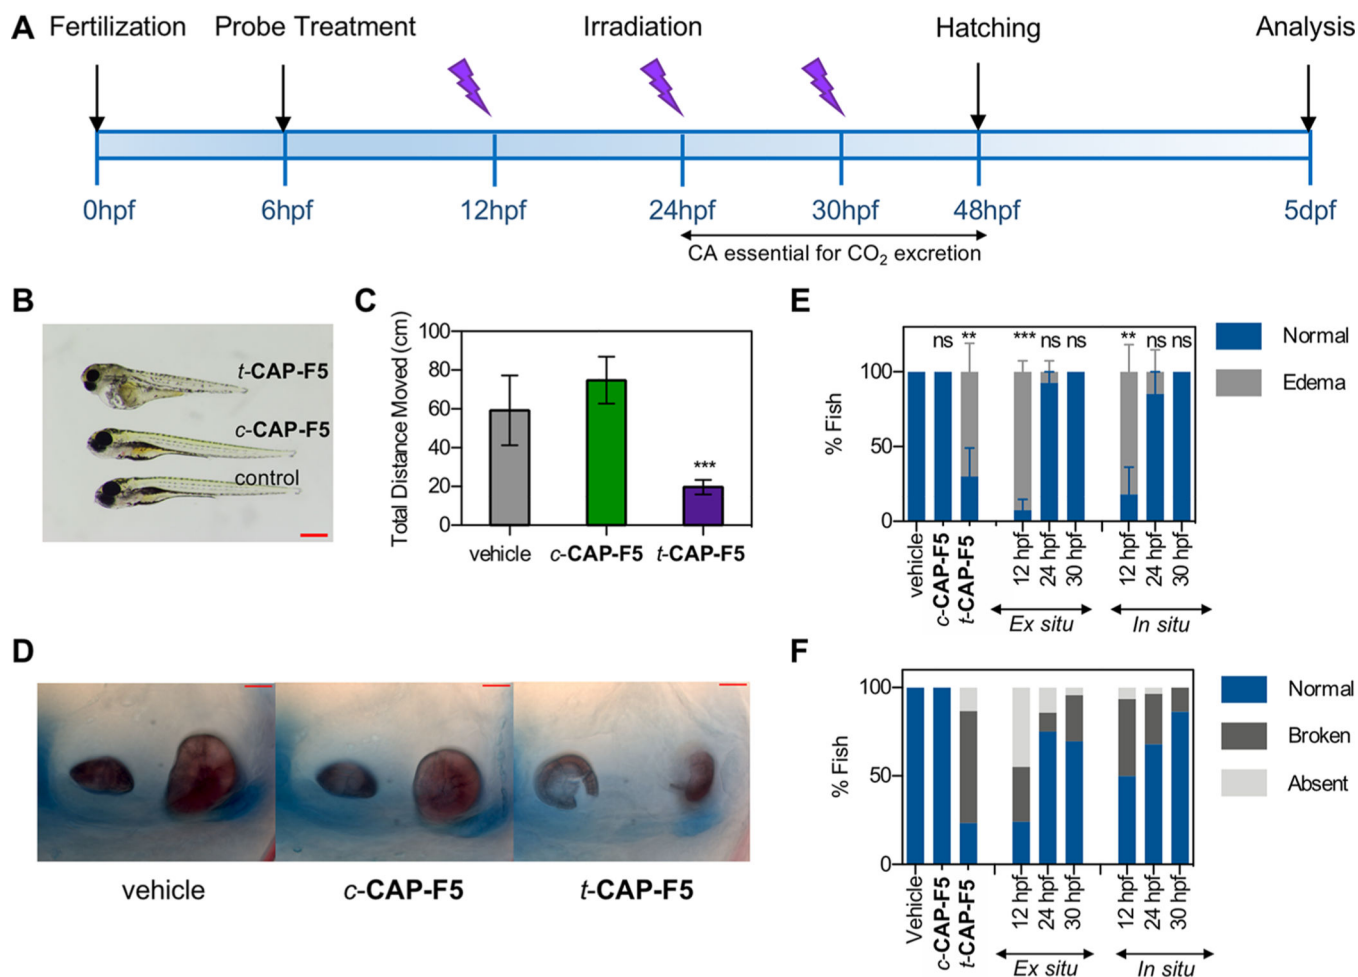 A
Fertilization
Probe Treatment
Irradiation
Hatching
Analysis
0hpf
6hpf
12hpf
24hpf
30hpf
48hpf
5dpf
CA essential for CO₂ excretion
B
t-CAP-F5
c-CAP-F5
control
C
Total Distance Moved (cm)
100
80
60
40
20
0
***
vehicle
c-CAP-F5
t-CAP-F5
D
vehicle
c-CAP-F5
t-CAP-F5
E
% Fish
100
50
0
ns
**
***
ns
ns
**
ns
ns
vehicle
c-CAP-F5
t-CAP-F5
12 hpf
24 hpf
30 hpf
12 hpf
24 hpf
30 hpf
Ex situ
In situ
Normal
Edema
F
% Fish
100
50
0
Vehicle
c-CAP-F5
t-CAP-F5
12 hpf
24 hpf
30 hpf
12 hpf
24 hpf
30 hpf
Ex situ
In situ
Normal
Broken
Absent